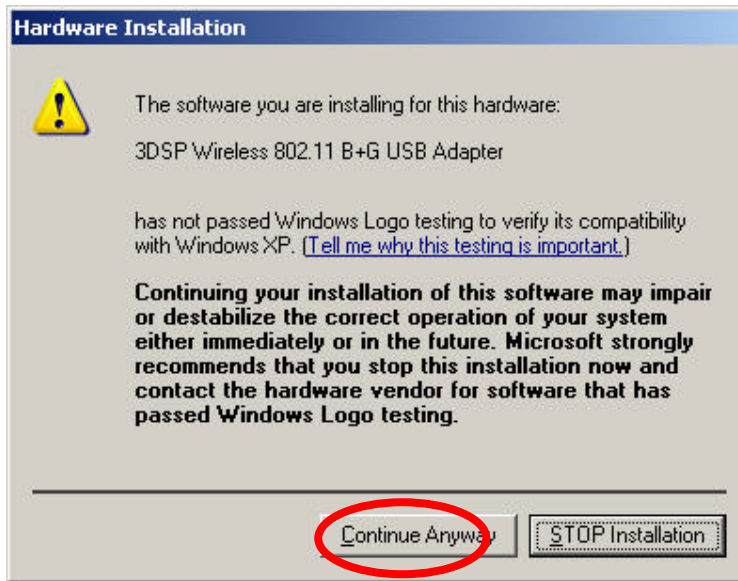 Hardware Installation
The software you are installing for this hardware:
3DSP Wireless 802.11 B+G USB Adapter
has not passed Windows Logo testing to verify its compatibility
with Windows XP. (Tell me why this testing is important.)
Continuing your installation of this software may impair
or destabilize the correct operation of your system
either immediately or in the future. Microsoft strongly
recommends that you stop this installation now and
contact the hardware vendor for software that has
passed Windows Logo testing.
Continue Anyway STOP Installation